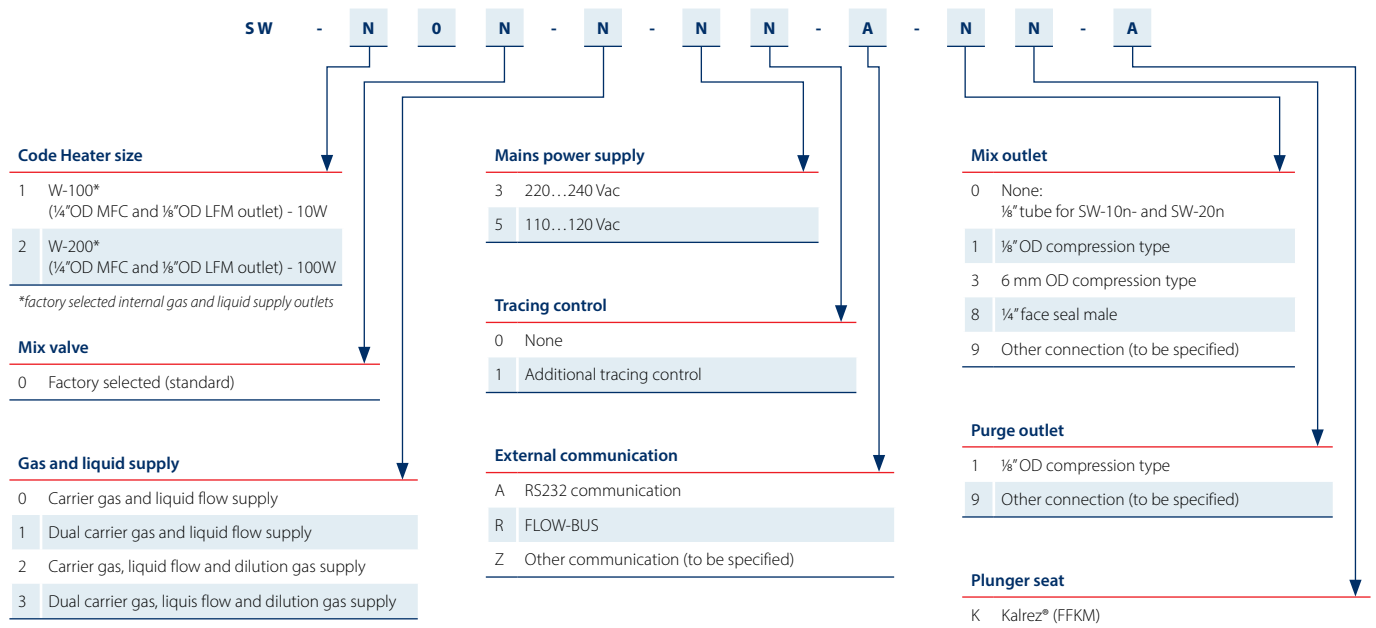 SW - N 0 N - N - N N - A - N N - A
Code Heater size
1 W-100*
(¼”OD MFC and ⅛”OD LFM outlet) - 10W
2 W-200*
(¼”OD MFC and ⅛”OD LFM outlet) - 100W
*factory selected internal gas and liquid supply outlets
Mix valve
0 Factory selected (standard)
Gas and liquid supply
0 Carrier gas and liquid flow supply
1 Dual carrier gas and liquid flow supply
2 Carrier gas, liquid flow and dilution gas supply
3 Dual carrier gas, liquis flow and dilution gas supply
Mains power supply
3 220…240 Vac
5 110…120 Vac
Tracing control
0 None
1 Additional tracing control
External communication
A RS232 communication
R FLOW-BUS
Z Other communication (to be specified)
Mix outlet
0 None:
⅛” tube for SW-10n- and SW-20n
1 ⅛” OD compression type
3 6 mm OD compression type
8 ¼” face seal male
9 Other connection (to be specified)
Purge outlet
1 ⅛” OD compression type
9 Other connection (to be specified)
Plunger seat
K Kalrez® (FFKM)